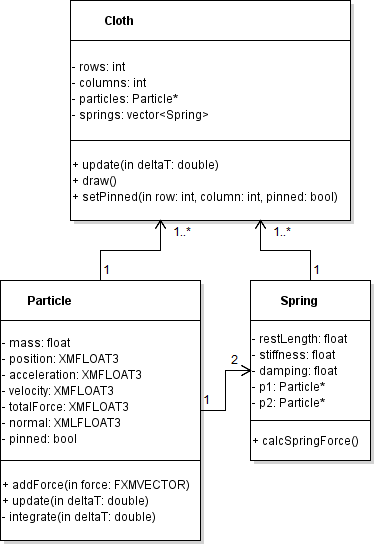 Cloth
- rows: int
- columns: int
- particles: Particle*
- springs: vector<Spring>
+ update(in deltaT: double)
+ draw()
+ setPinned(in row: int, column: int, pinned: bool)
1..*
1..*
1
1
Particle
- mass: float
- position: XMFLOAT3
- acceleration: XMFLOAT3
- velocity: XMFLOAT3
- totalForce: XMFLOAT3
- normal: XMLFLOAT3
- pinned: bool
+ addForce(in force: FXMVECTOR)
+ update(in deltaT: double)
- integrate(in deltaT: double)
2
1
Spring
- restLength: float
- stiffness: float
- damping: float
- p1: Particle*
- p2: Particle*
+ calcSpringForce()